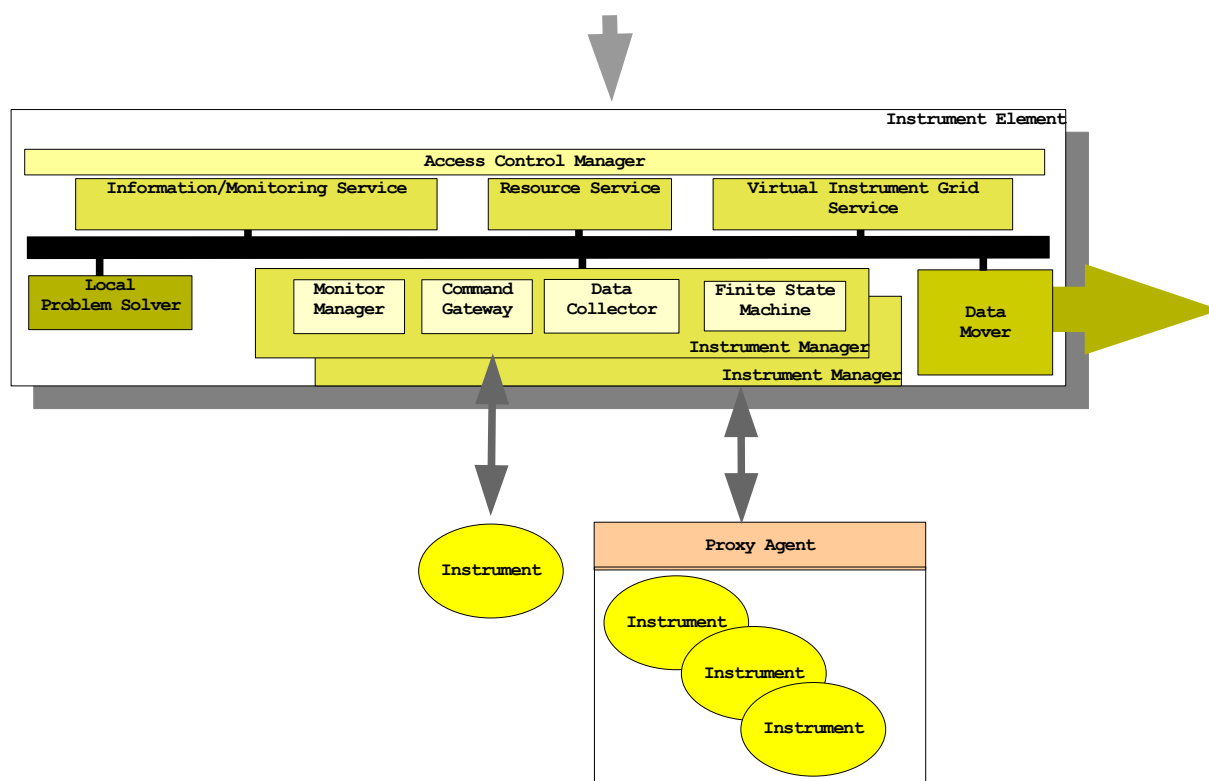 Instrument Element
Access Control Manager
Information/Monitoring Service
Resource Service
Virtual Instrument Grid
Service
Local
Problem Solver
Monitor
Manager
Command
Gateway
Data
Collector
Finite State
Machine
Instrument Manager
Instrument Manager
Data
Mover
Instrument
Proxy Agent
Instrument
Instrument
Instrument